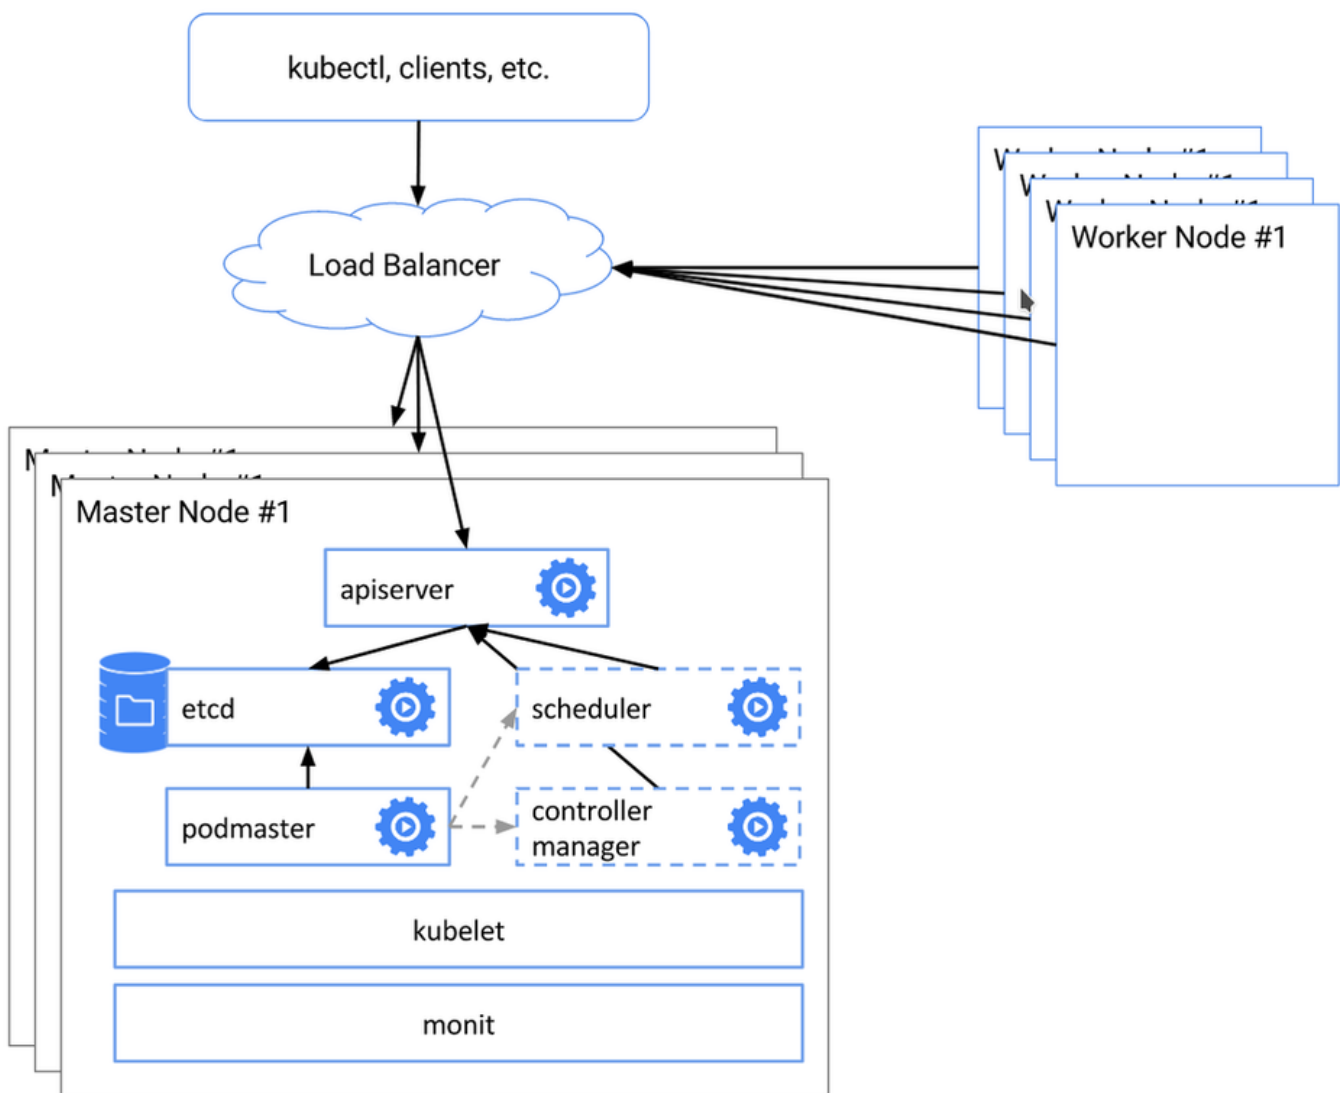 kubectl, clients, etc.
Load Balancer
Worker Node #1
Master Node #1
apiserver
etcd
scheduler
podmaster
controller
manager
kubelet
monit